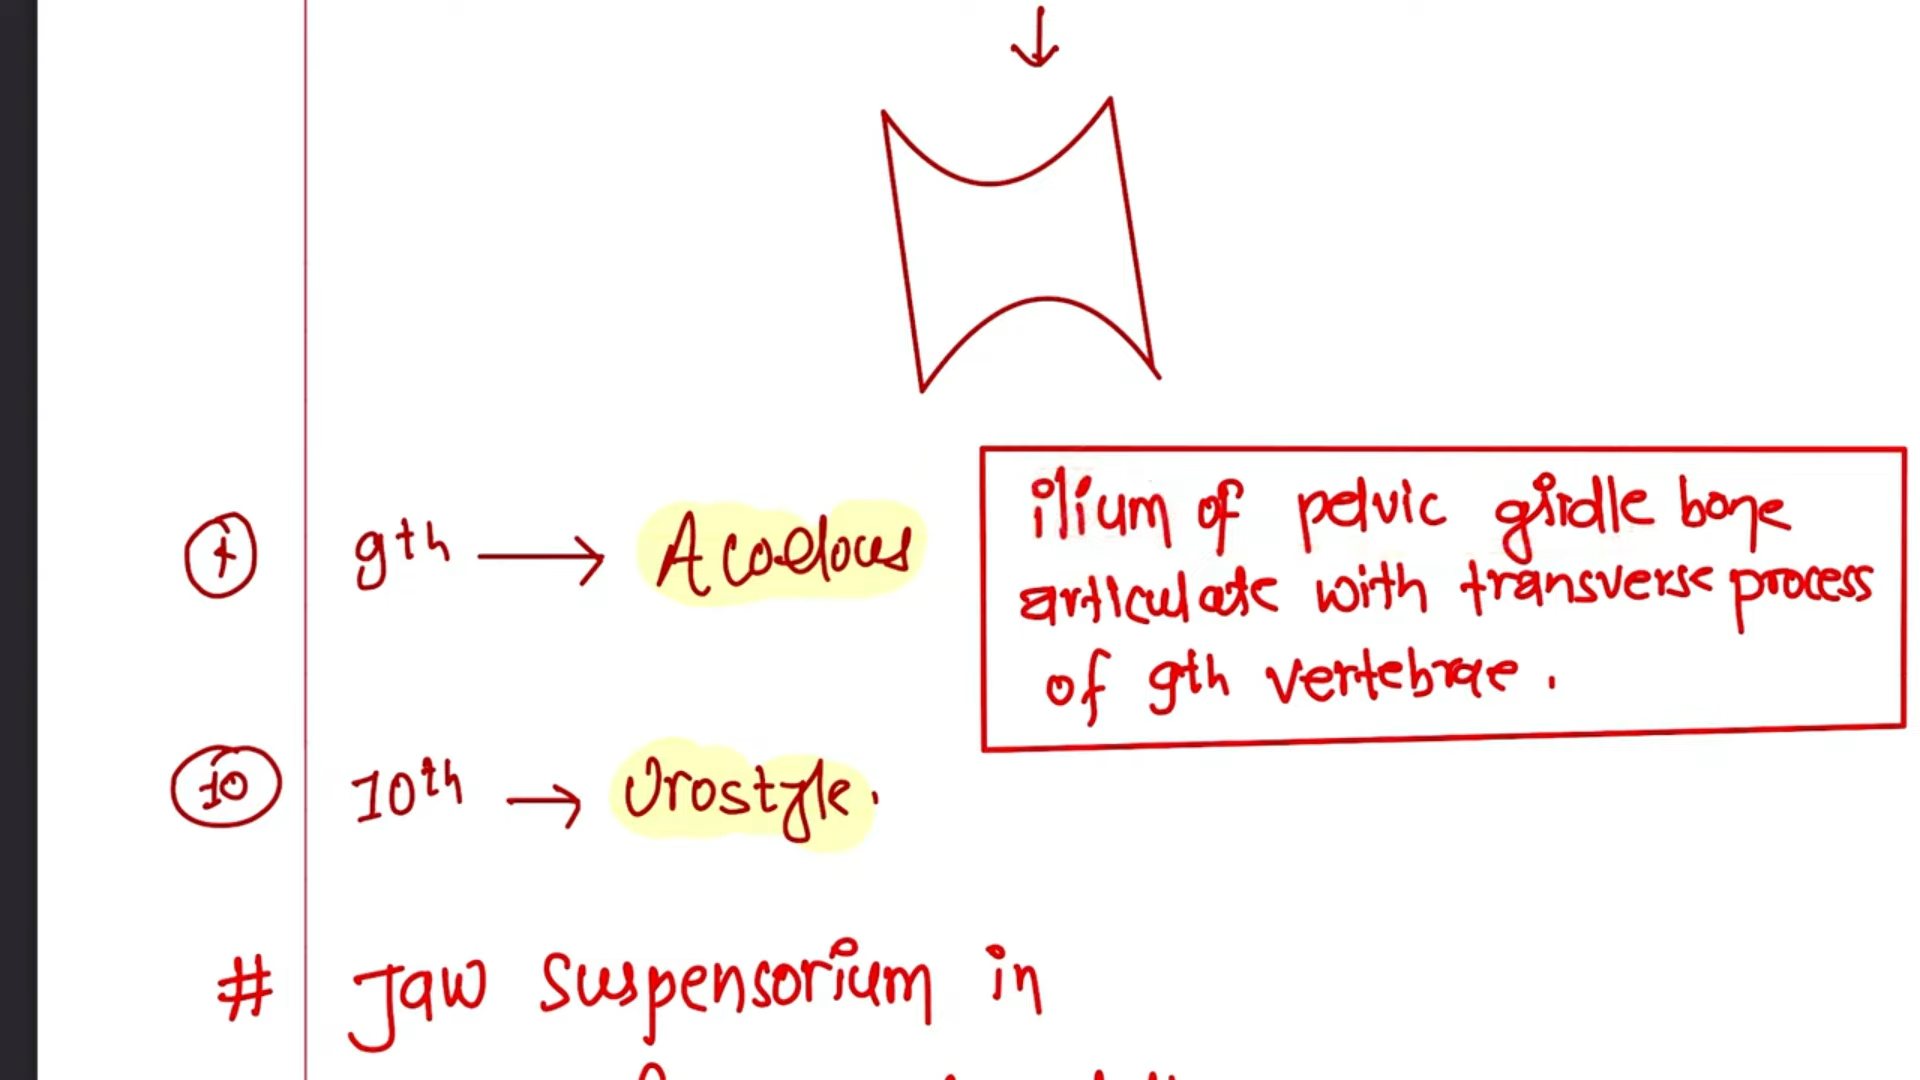 9th → Acoelous
ilium of pelvic girdle bone
articulate with transverse process
of 9th vertebrae.
10 10th → Urostyle.
# Jaw suspensorium in